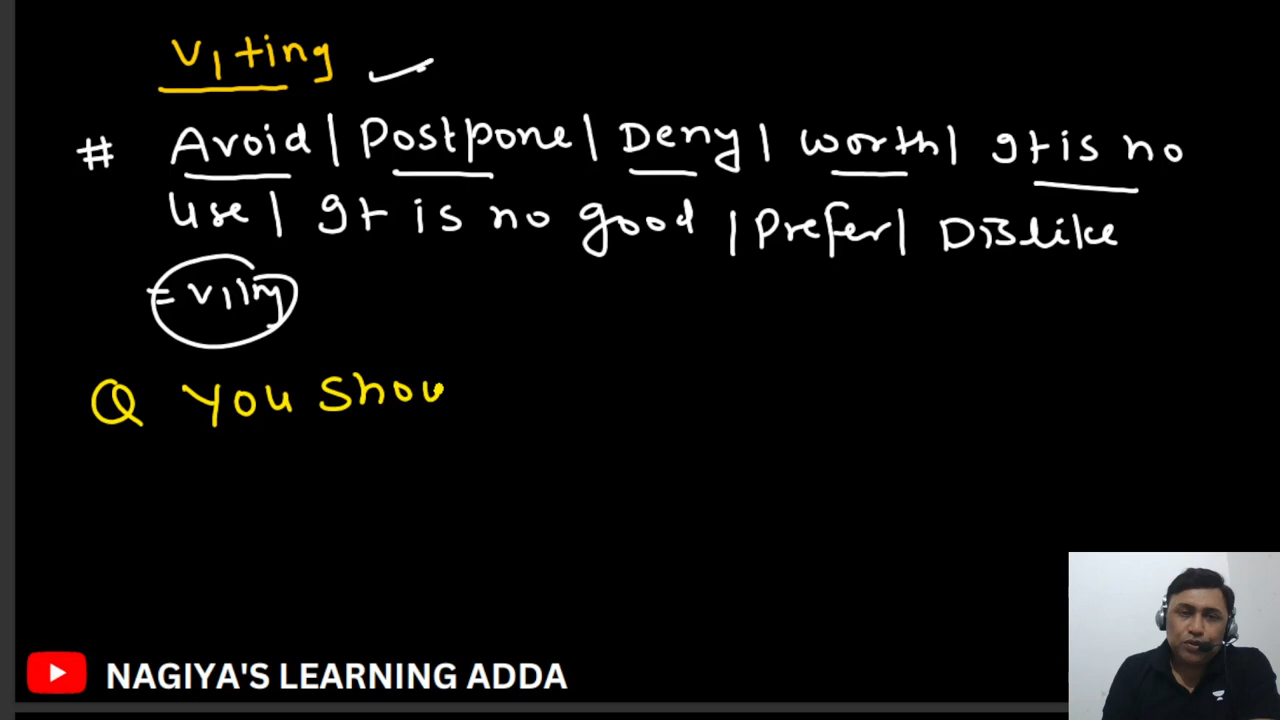 V1+ing
# Avoid | Postpone | Deny | worth | It is no
use | It is no good | Prefer | Dislike
= V1ing
Q You Shou
NAGIYA'S LEARNING ADDA